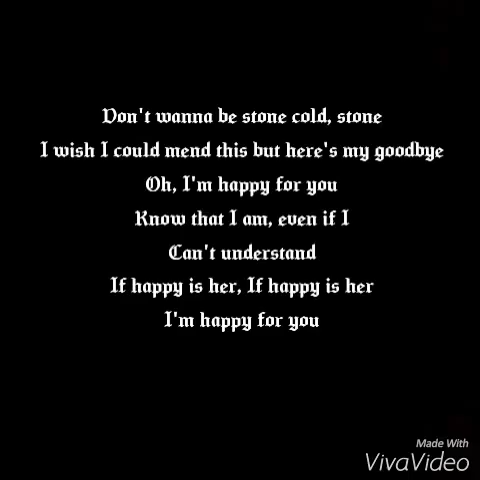 Don't wanna be stone cold, stone
I wish I could mend this but here's my goodbye
Oh, I'm happy for you
Know that I am, even if I
Can't understand
If happy is her, If happy is her
I'm happy for you
Made With
VivaVideo